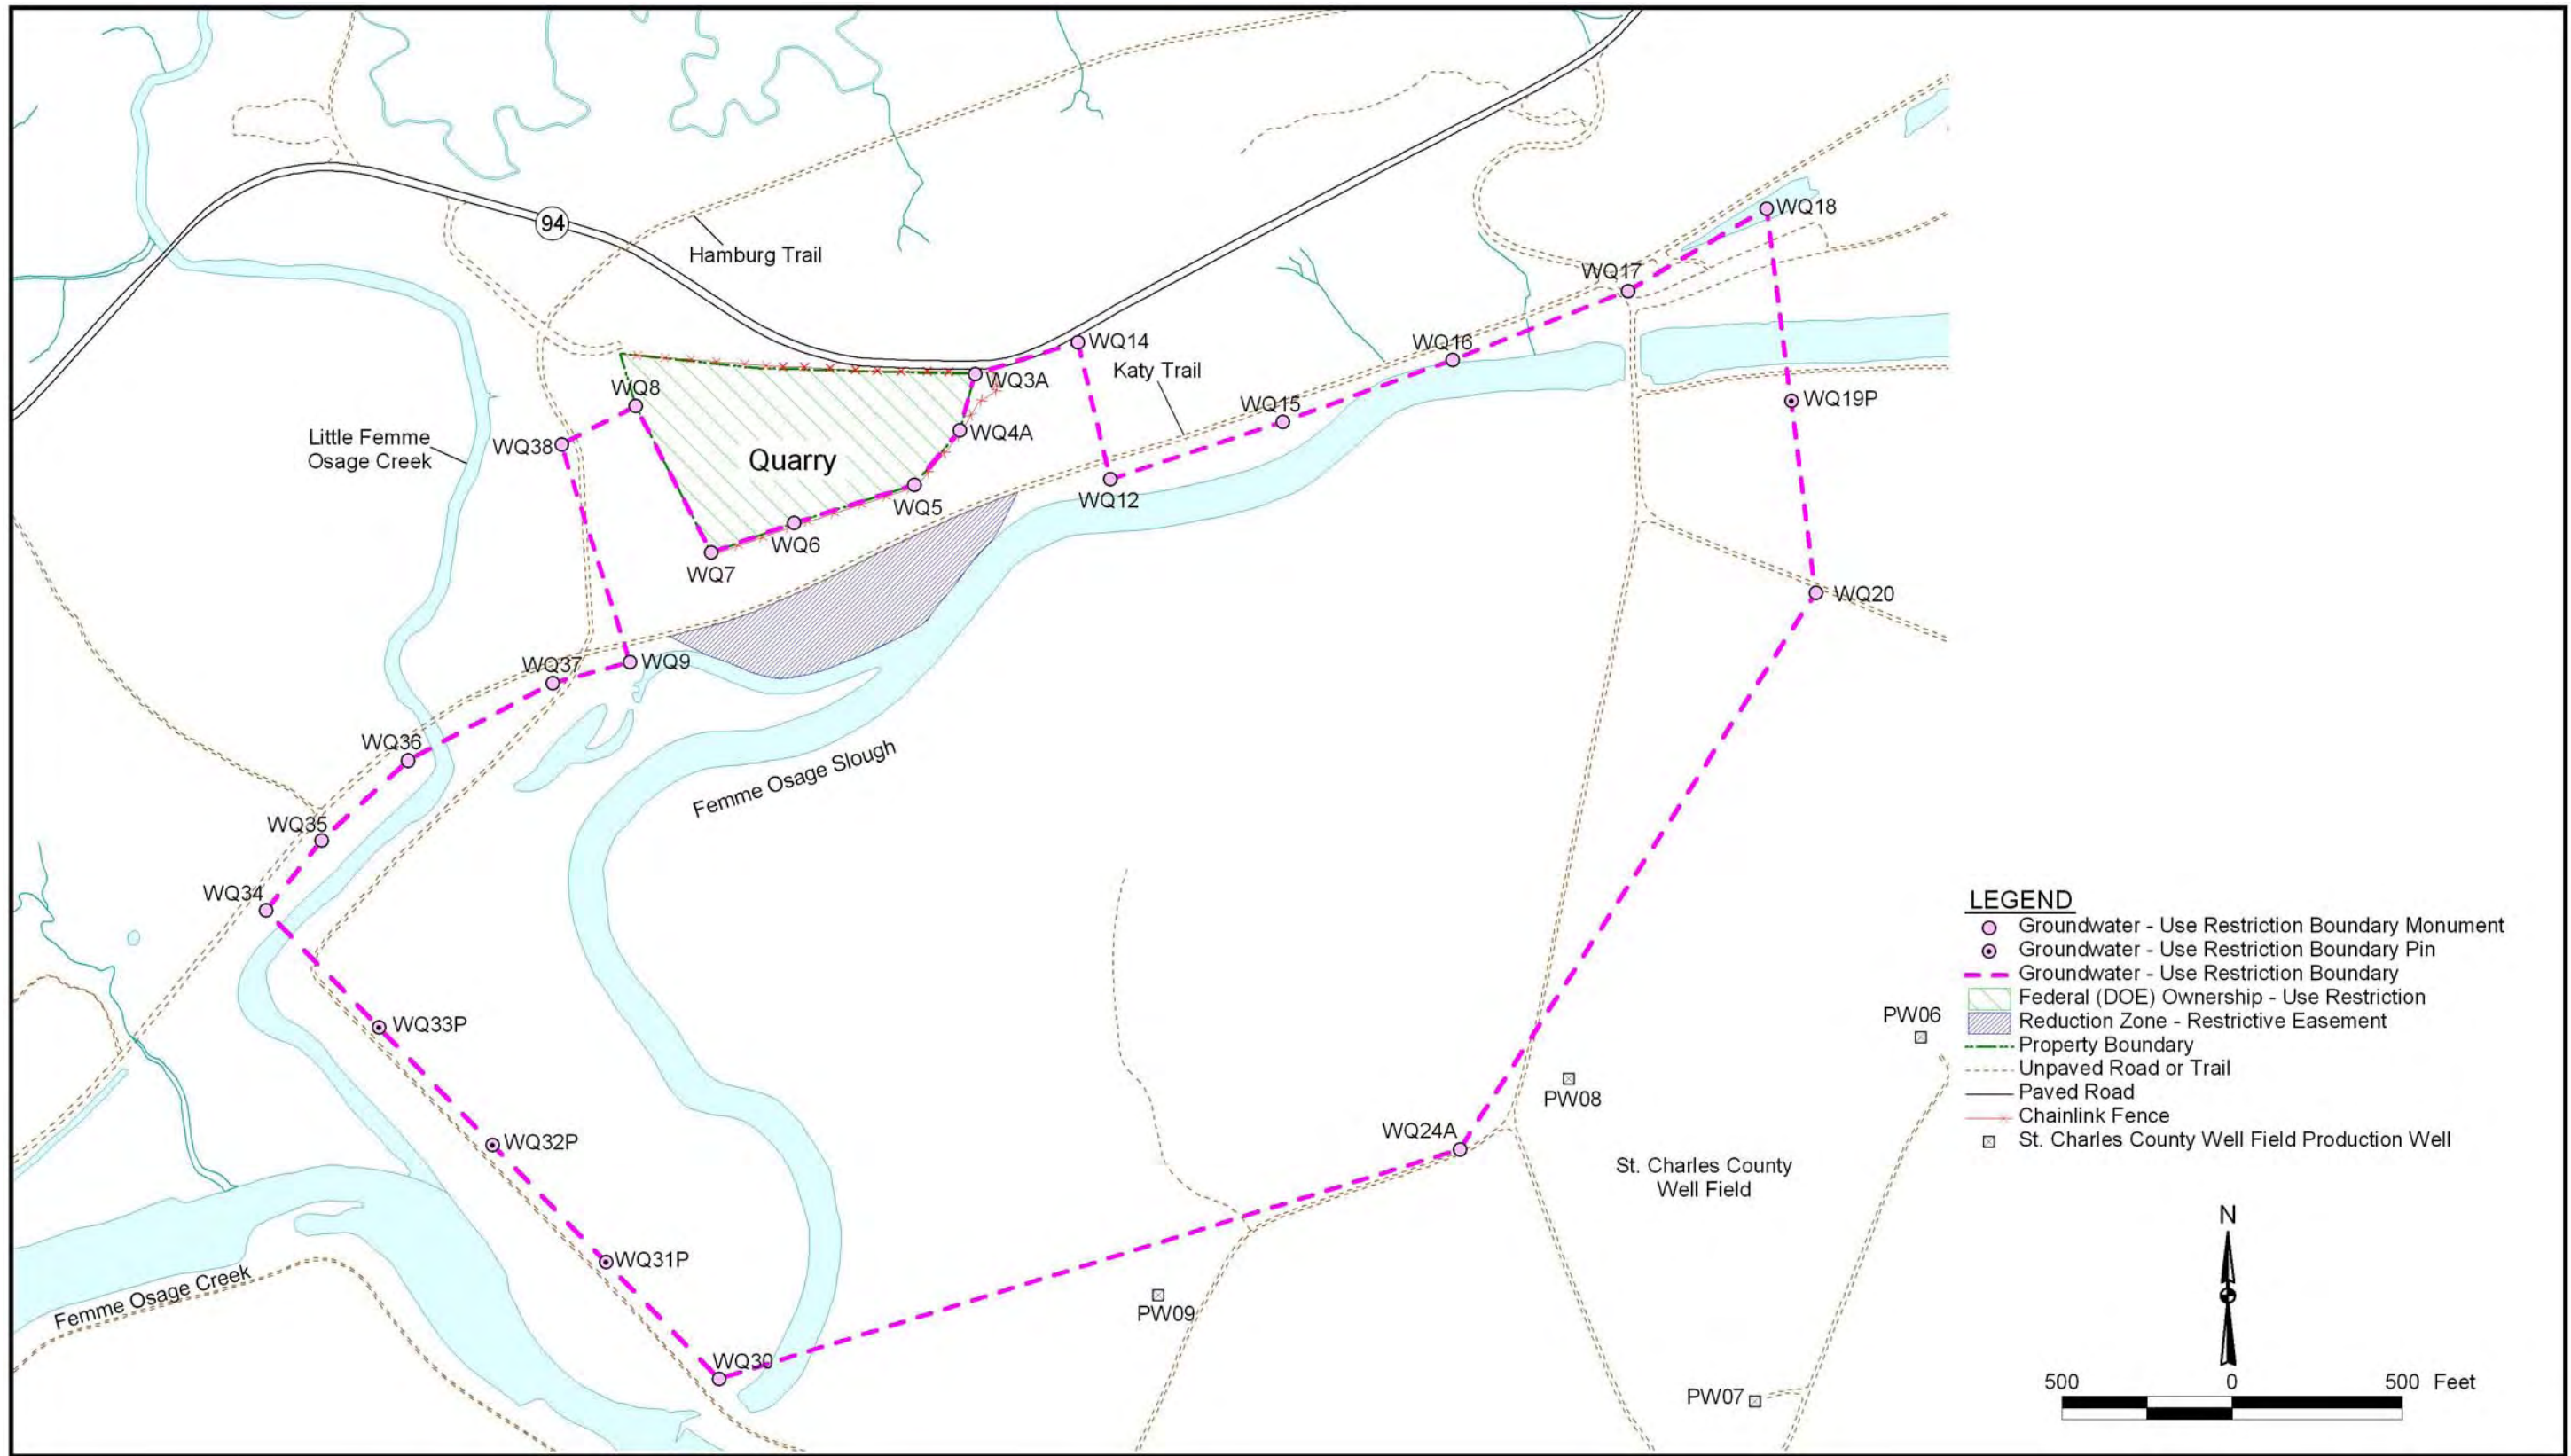 WQ18
94
Hamburg Trail
WQ17
WQ14
WQ16
Katy Trail
WQ3A
WQ8
WQ19P
WQ15
WQ4A
Little Femme
Osage Creek
WQ38
Quarry
WQ12
WQ5
WQ6
WQ7
WQ20
WQ37
WQ9
WQ36
Femme Osage Slough
WQ35
WQ34
WQ33P
WQ32P
WQ31P
WQ30
WQ24A
PW06
PW08
St. Charles County
Well Field
PW09
PW07
Femme Osage Creek
LEGEND
Groundwater - Use Restriction Boundary Monument
Groundwater - Use Restriction Boundary Pin
Groundwater - Use Restriction Boundary
Federal (DOE) Ownership - Use Restriction
Reduction Zone - Restrictive Easement
Property Boundary
Unpaved Road or Trail
Paved Road
Chainlink Fence
St. Charles County Well Field Production Well
N
500 0 500 Feet